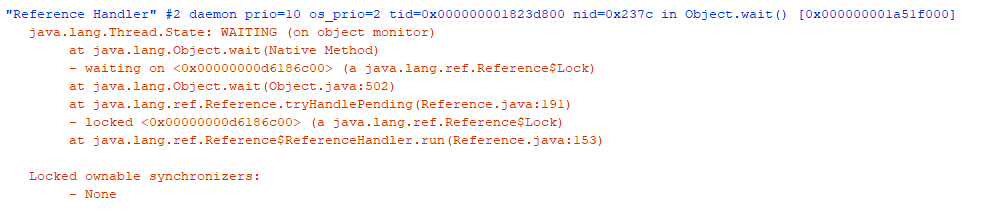 "Reference Handler" #2 daemon prio=10 os_prio=2 tid=0x000000001823d800 nid=0x237c in Object.wait() [0x000000001a51f000]
java.lang.Thread.State: WAITING (on object monitor)
at java.lang.Object.wait(Native Method)
- waiting on <0x00000000d6186c00> (a java.lang.ref.Reference$Lock)
at java.lang.Object.wait(Object.java:502)
at java.lang.ref.Reference.tryHandlePending(Reference.java:191)
- locked <0x00000000d6186c00> (a java.lang.ref.Reference$Lock)
at java.lang.ref.Reference$ReferenceHandler.run(Reference.java:153)
Locked ownable synchronizers:
- None